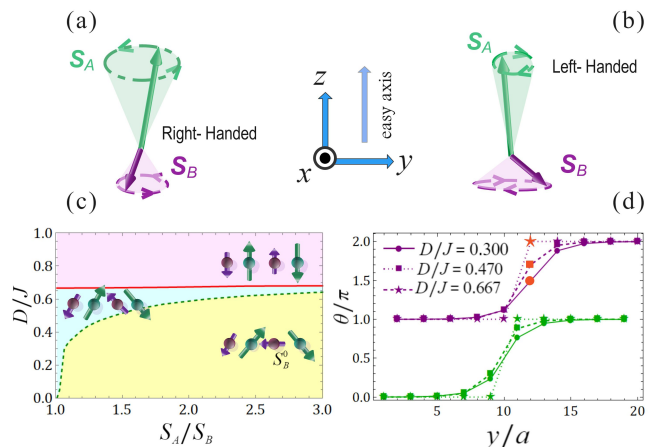 (a)
(b)
S_A
Right- Handed
S_B
z
x
y
easy axis
S_A
Left- Handed
S_B
(c)
D/J
1.0
0.8
0.6
0.4
0.2
0.0
S_B^0
1.0 1.5 2.0 2.5 3.0
S_A/S_B
(d)
θ/π
2.0
1.5
1.0
0.5
0.0
D/J = 0.300
D/J = 0.470
D/J = 0.667
0 5 10 15 20
y/a